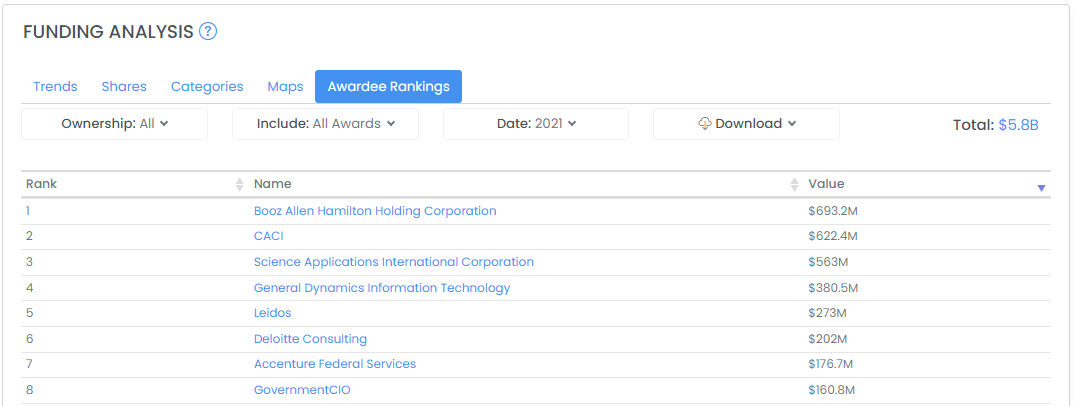 FUNDING ANALYSIS ?
Trends Shares Categories Maps Awardee Rankings
Ownership: All Include: All Awards Date: 2021 Download Total: $5.8B
Rank Name Value
1 Booz Allen Hamilton Holding Corporation $693.2M
2 CACI $622.4M
3 Science Applications International Corporation $563M
4 General Dynamics Information Technology $380.5M
5 Leidos $273M
6 Deloitte Consulting $202M
7 Accenture Federal Services $176.7M
8 GovernmentCIO $160.8M